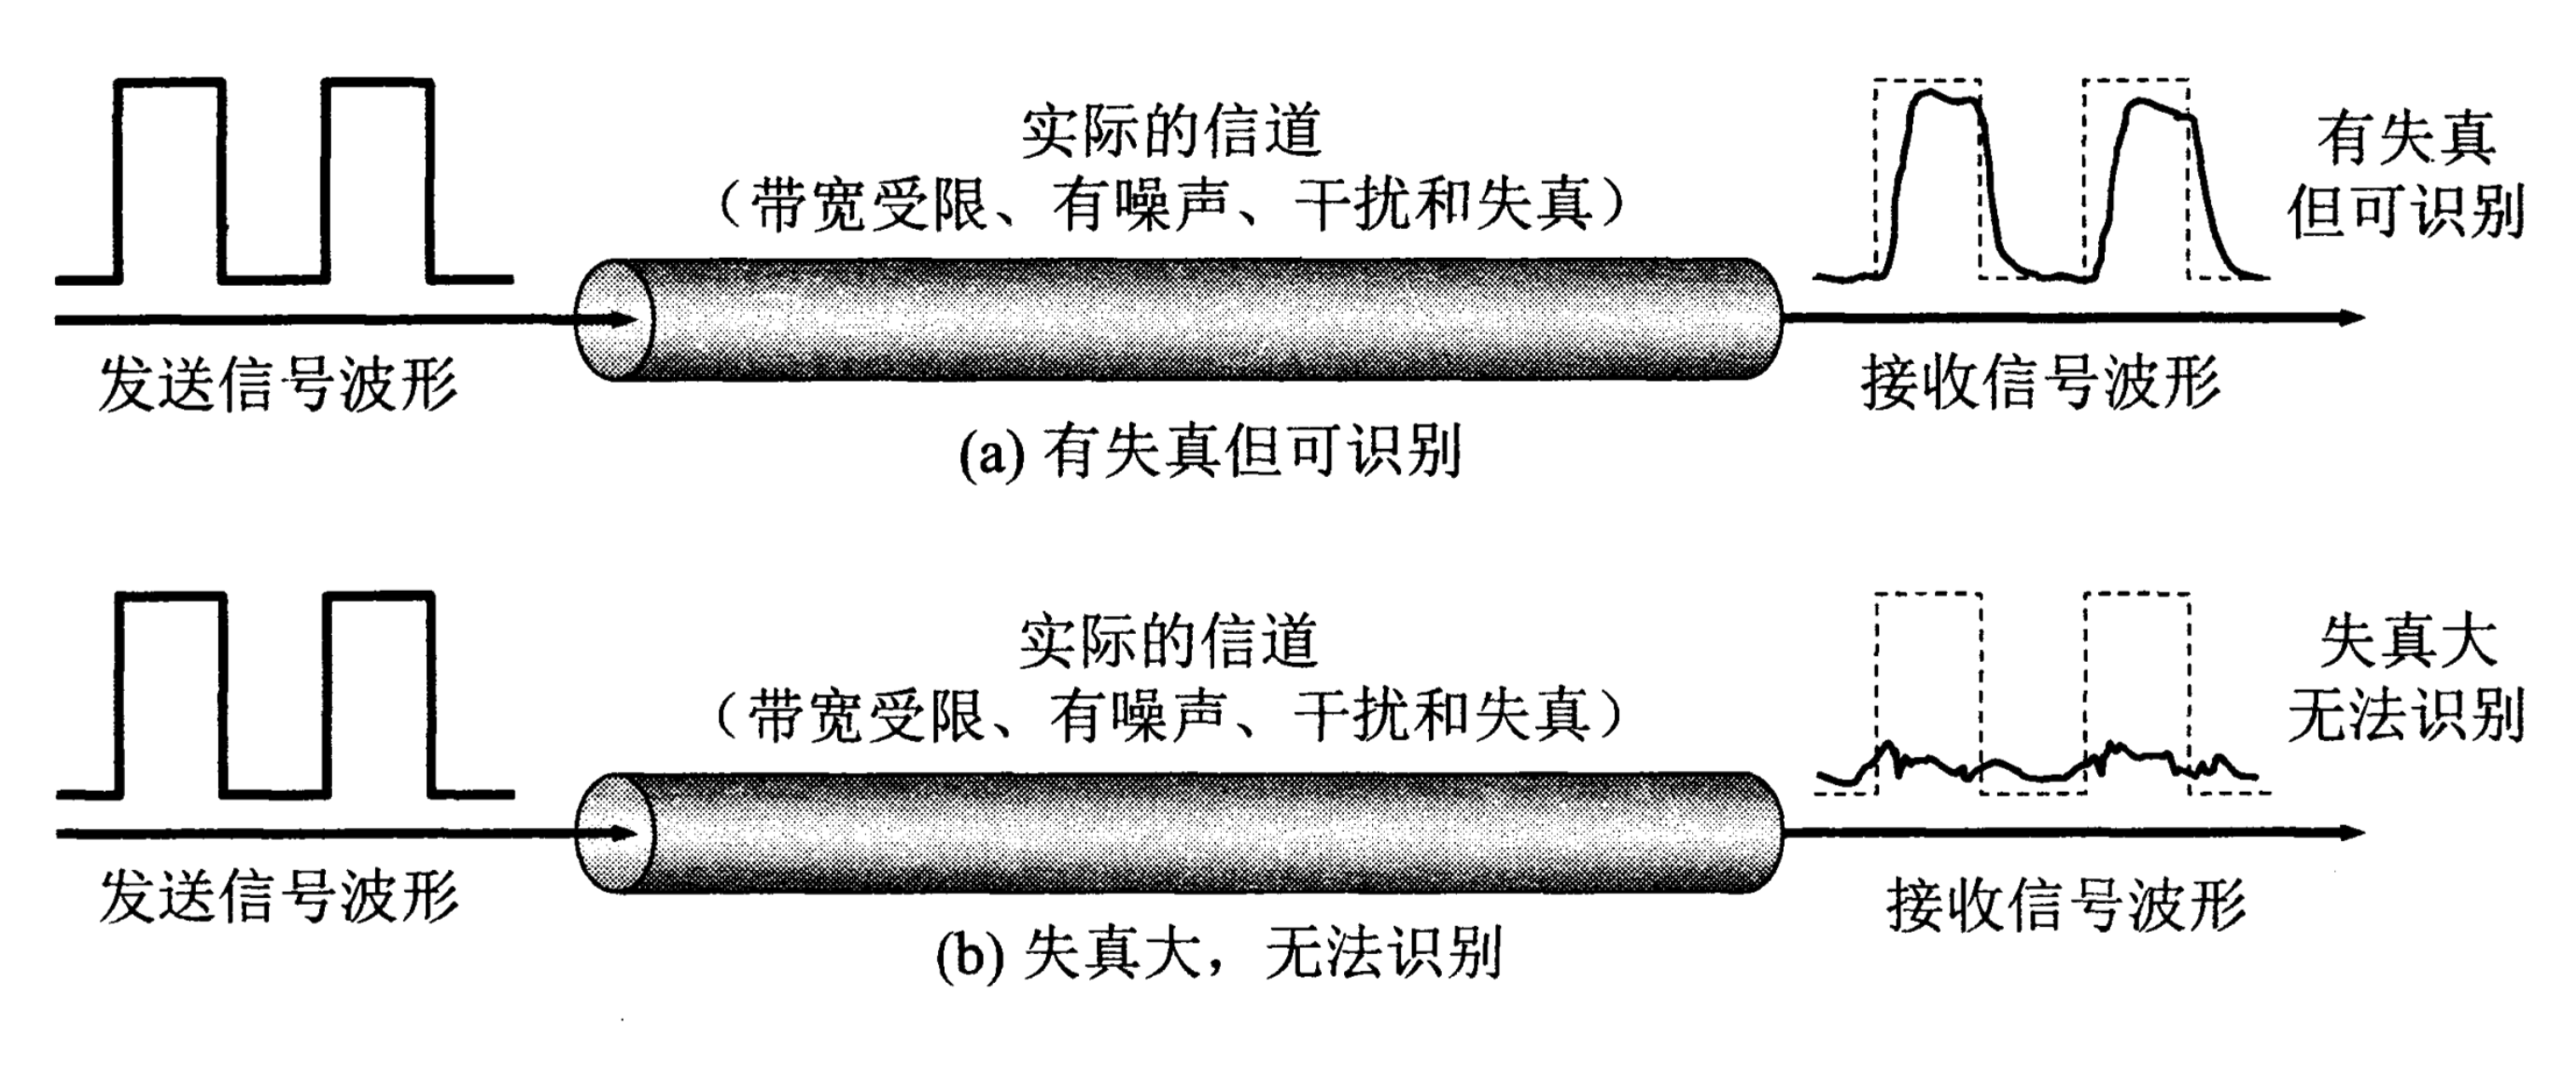 实际的信道
（带宽受限、有噪声、干扰和失真）
有失真
但可识别
发送信号波形
接收信号波形
(a) 有失真但可识别
实际的信道
（带宽受限、有噪声、干扰和失真）
失真大
无法识别
发送信号波形
接收信号波形
(b) 失真大，无法识别